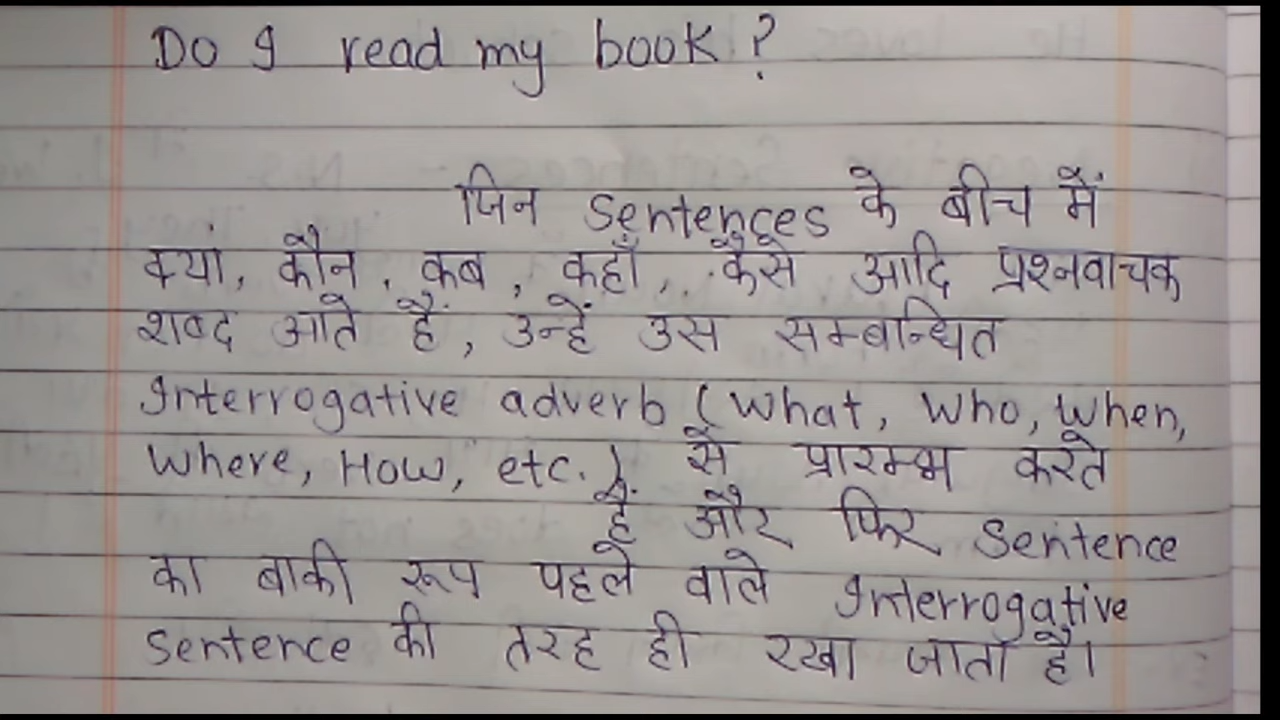 Do I read my book?
जिन Sentences के बीच में
क्यां, कौन, कब, कहाँ, कैसे आदि प्रश्नवाचक
शब्द आते हैं, उन्हें उस सम्बन्धित
Interrogative adverb (What, Who, When,
Where, How, etc.) से प्रारम्भ करते
हैं और फिर Sentence
का बाकी रूप पहले वाले Interrogative
Sentence की तरह ही रखा जाता है।